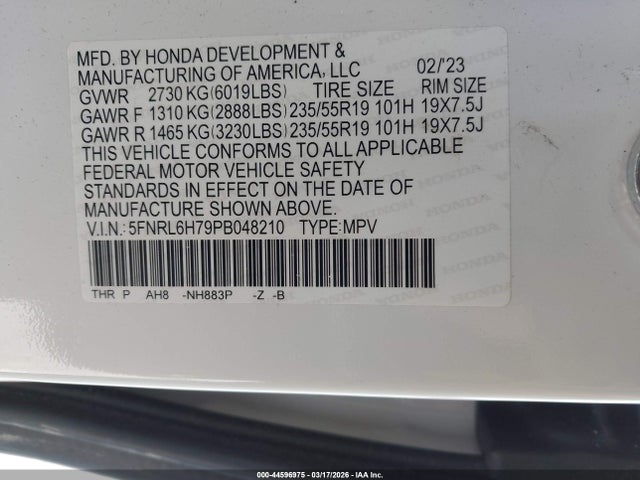 MFD. BY HONDA DEVELOPMENT &
MANUFACTURING OF AMERICA, LLC 02/'23
GVWR 2730 KG(6019LBS) TIRE SIZE RIM SIZE
GAWR F 1310 KG(2888LBS) 235/55R19 101H 19X7.5J
GAWR R 1465 KG(3230LBS) 235/55R19 101H 19X7.5J
THIS VEHICLE CONFORMS TO ALL APPLICABLE
FEDERAL MOTOR VEHICLE SAFETY
STANDARDS IN EFFECT ON THE DATE OF
MANUFACTURE SHOWN ABOVE.
V.I.N.: 5FNRL6H79PB048210 TYPE:MPV
THR P AH8 -NH883P -Z -B
000-44596975 | 03/17/2026 | IAA Corp.